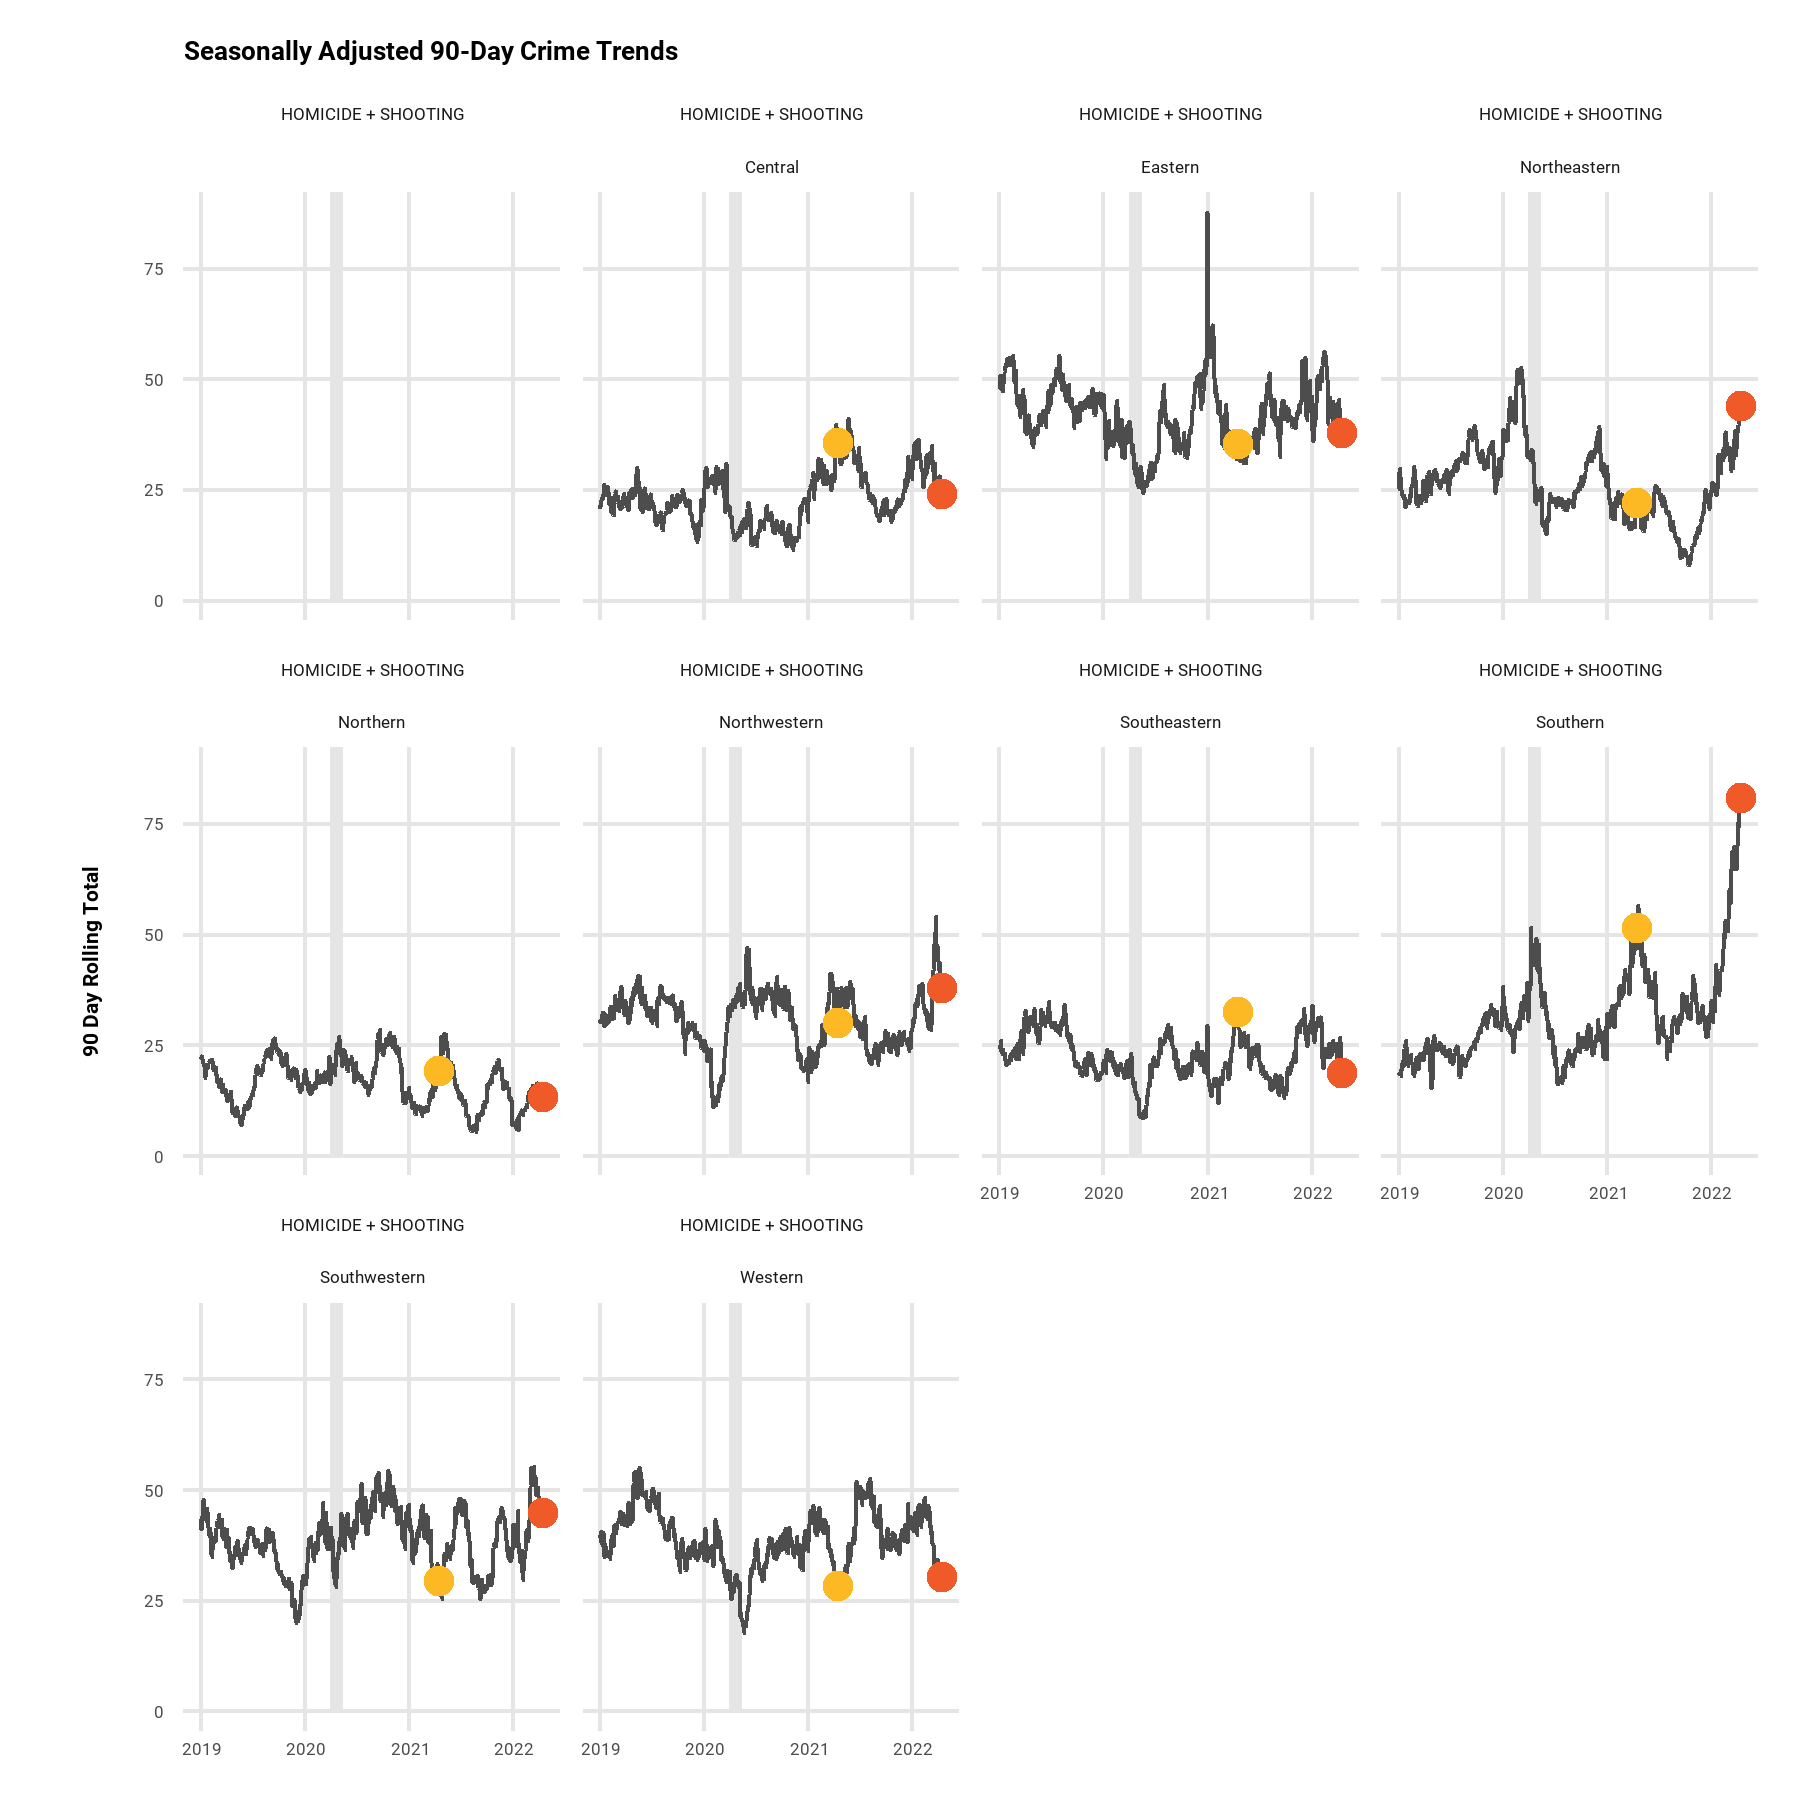 Seasonally Adjusted 90-Day Crime Trends
HOMICIDE + SHOOTING HOMICIDE + SHOOTING HOMICIDE + SHOOTING HOMICIDE + SHOOTING
Central Eastern Northeastern
75
50
25
0
HOMICIDE + SHOOTING HOMICIDE + SHOOTING HOMICIDE + SHOOTING HOMICIDE + SHOOTING
Northern Northwestern Southeastern Southern
90 Day Rolling Total
75
50
25
0
2019 2020 2021 2022 2019 2020 2021 2022
HOMICIDE + SHOOTING HOMICIDE + SHOOTING
Southwestern Western
75
50
25
0
2019 2020 2021 2022 2019 2020 2021 2022